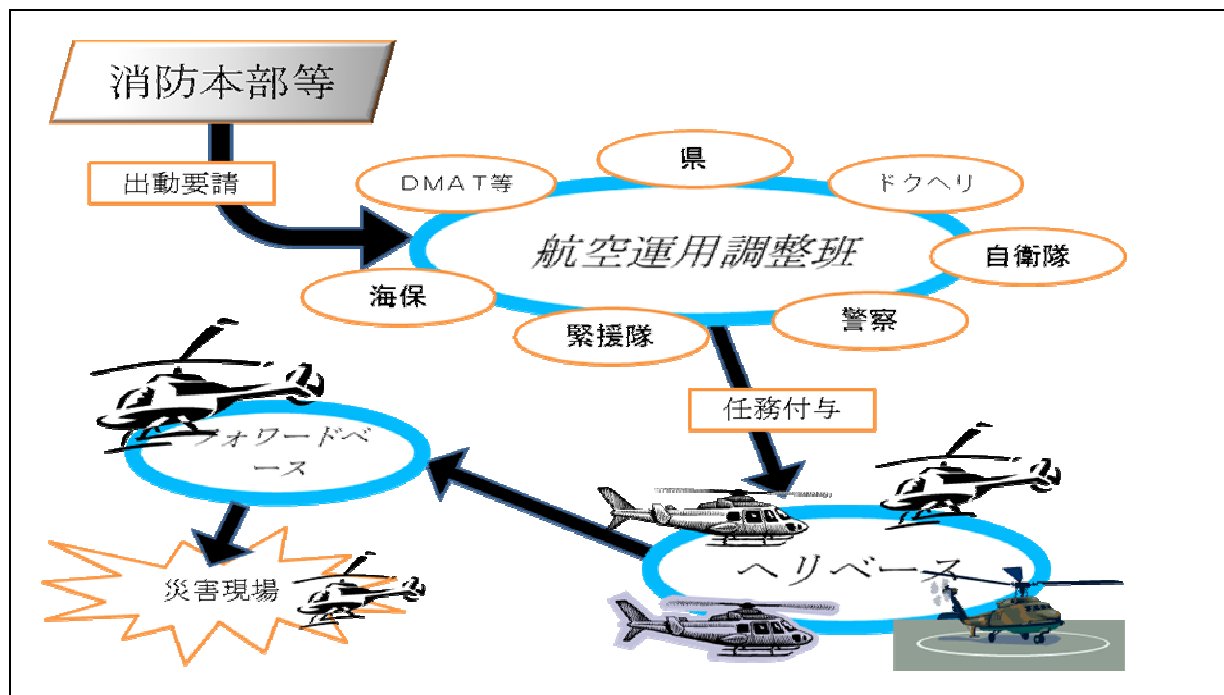 消防本部等
出動要請
県
DMAT等
ドクヘリ
航空運用調整班
自衛隊
海保
警察
緊援隊
任務付与
フォワードベ
ース
ヘリベース
災害現場